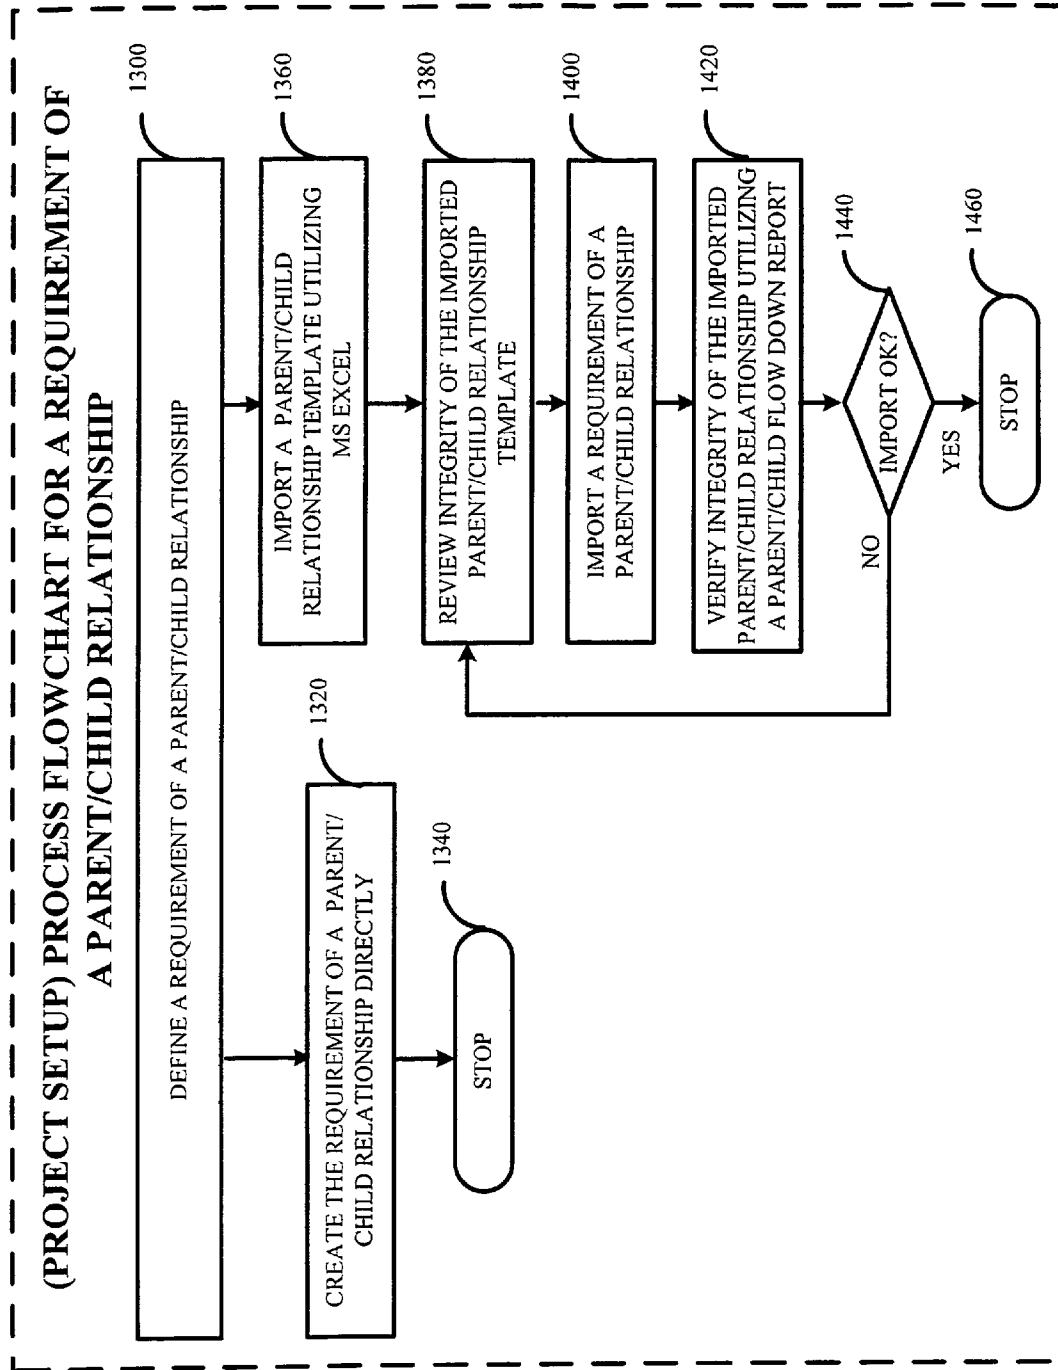 (PROJECT SETUP) PROCESS FLOWCHART FOR A REQUIREMENT OF
A PARENT/CHILD RELATIONSHIP
1300
DEFINE A REQUIREMENT OF A PARENT/CHILD RELATIONSHIP
1320
CREATE THE REQUIREMENT OF A PARENT/
CHILD RELATIONSHIP DIRECTLY
1340
STOP
1360
IMPORT A PARENT/CHILD
RELATIONSHIP TEMPLATE UTILIZING
MS EXCEL
1380
REVIEW INTEGRITY OF THE IMPORTED
PARENT/CHILD RELATIONSHIP
TEMPLATE
1400
IMPORT A REQUIREMENT OF A
PARENT/CHILD RELATIONSHIP
1420
VERIFY INTEGRITY OF THE IMPORTED
PARENT/CHILD RELATIONSHIP UTILIZING
A PARENT/CHILD FLOW DOWN REPORT
1440
IMPORT OK?
NO
YES
1460
STOP